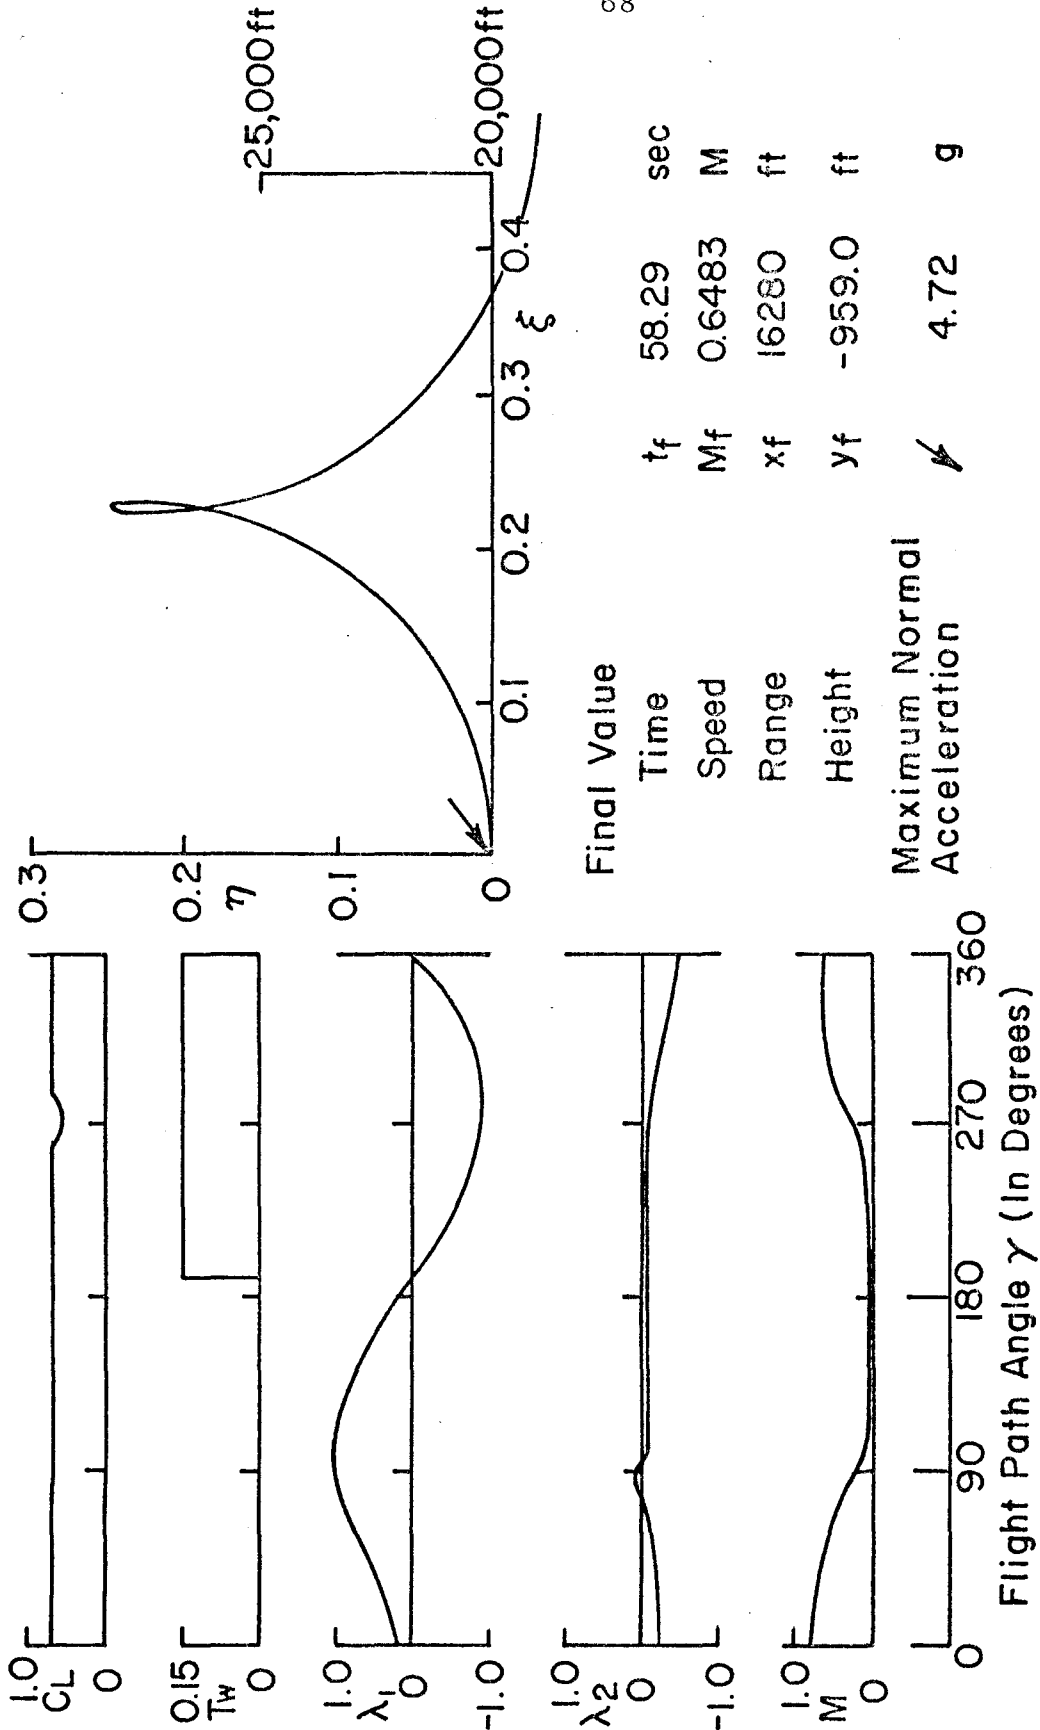 1.0
C_L
0
0.15
T_w
0
1.0
λ_1
0
-1.0
1.0
λ_2
0
-1.0
1.0
M
0
0 90 180 270 360
Flight Path Angle γ (In Degrees)
0.3
0.2
η
0.1
0
0.1 0.2 0.3 0.4
ξ
25,000ft
20,000ft
Final Value
Time t_f 58.29 sec
Speed M_f 0.6483 M
Range x_f 16280 ft
Height y_f -959.0 ft
Maximum Normal
Acceleration 4.72 g
68